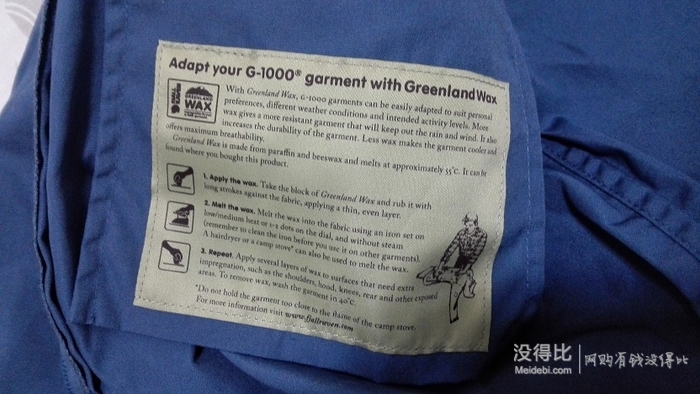 Adapt your G-1000® garment with Greenland Wax
GREENLAND
WAX
With Greenland Wax, G-1000 garments can be easily adapted to suit personal
preferences, different weather conditions and intended activity levels. More
wax gives a more resistant garment that will keep out the rain and wind. It also
increases the durability of the garment. Less wax makes the garment cooler and
offers maximum breathability.
Greenland Wax is made from paraffin and beeswax and melts at approximately 55°C. It can be
found where you bought this product.
1. Apply the wax. Take the block of Greenland Wax and rub it with
long strokes against the fabric, applying a thin, even layer.
2. Melt the wax. Melt the wax into the fabric using an iron set on
low/medium heat or 1-2 dots on the dial, and without steam
(remember to clean the iron before you use it on other garments).
A hairdryer or a camp stove* can also be used to melt the wax.
3. Repeat. Apply several layers of wax to surfaces that need extra
impregnation, such as the shoulders, hood, knees, rear and other exposed
areas. To remove wax, wash the garment in 40°C.
*Do not hold the garment too close to the flame of the camp stove.
For more information visit www.fjallraven.com
没得比
Meidebi.com
网购有钱没得比